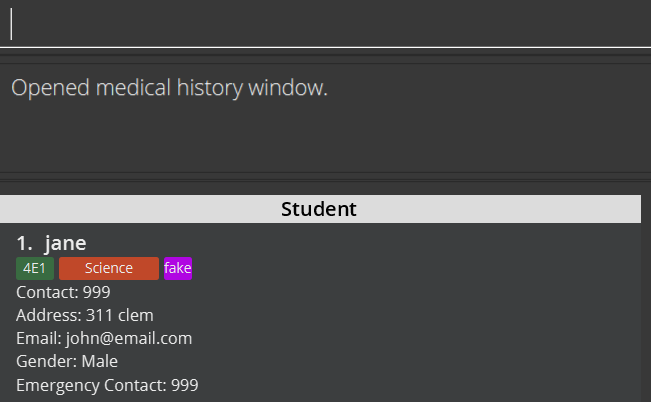 Opened medical history window.
Student
1. jane
4E1 Science fake
Contact: 999
Address: 311 clem
Email: john@email.com
Gender: Male
Emergency Contact: 999